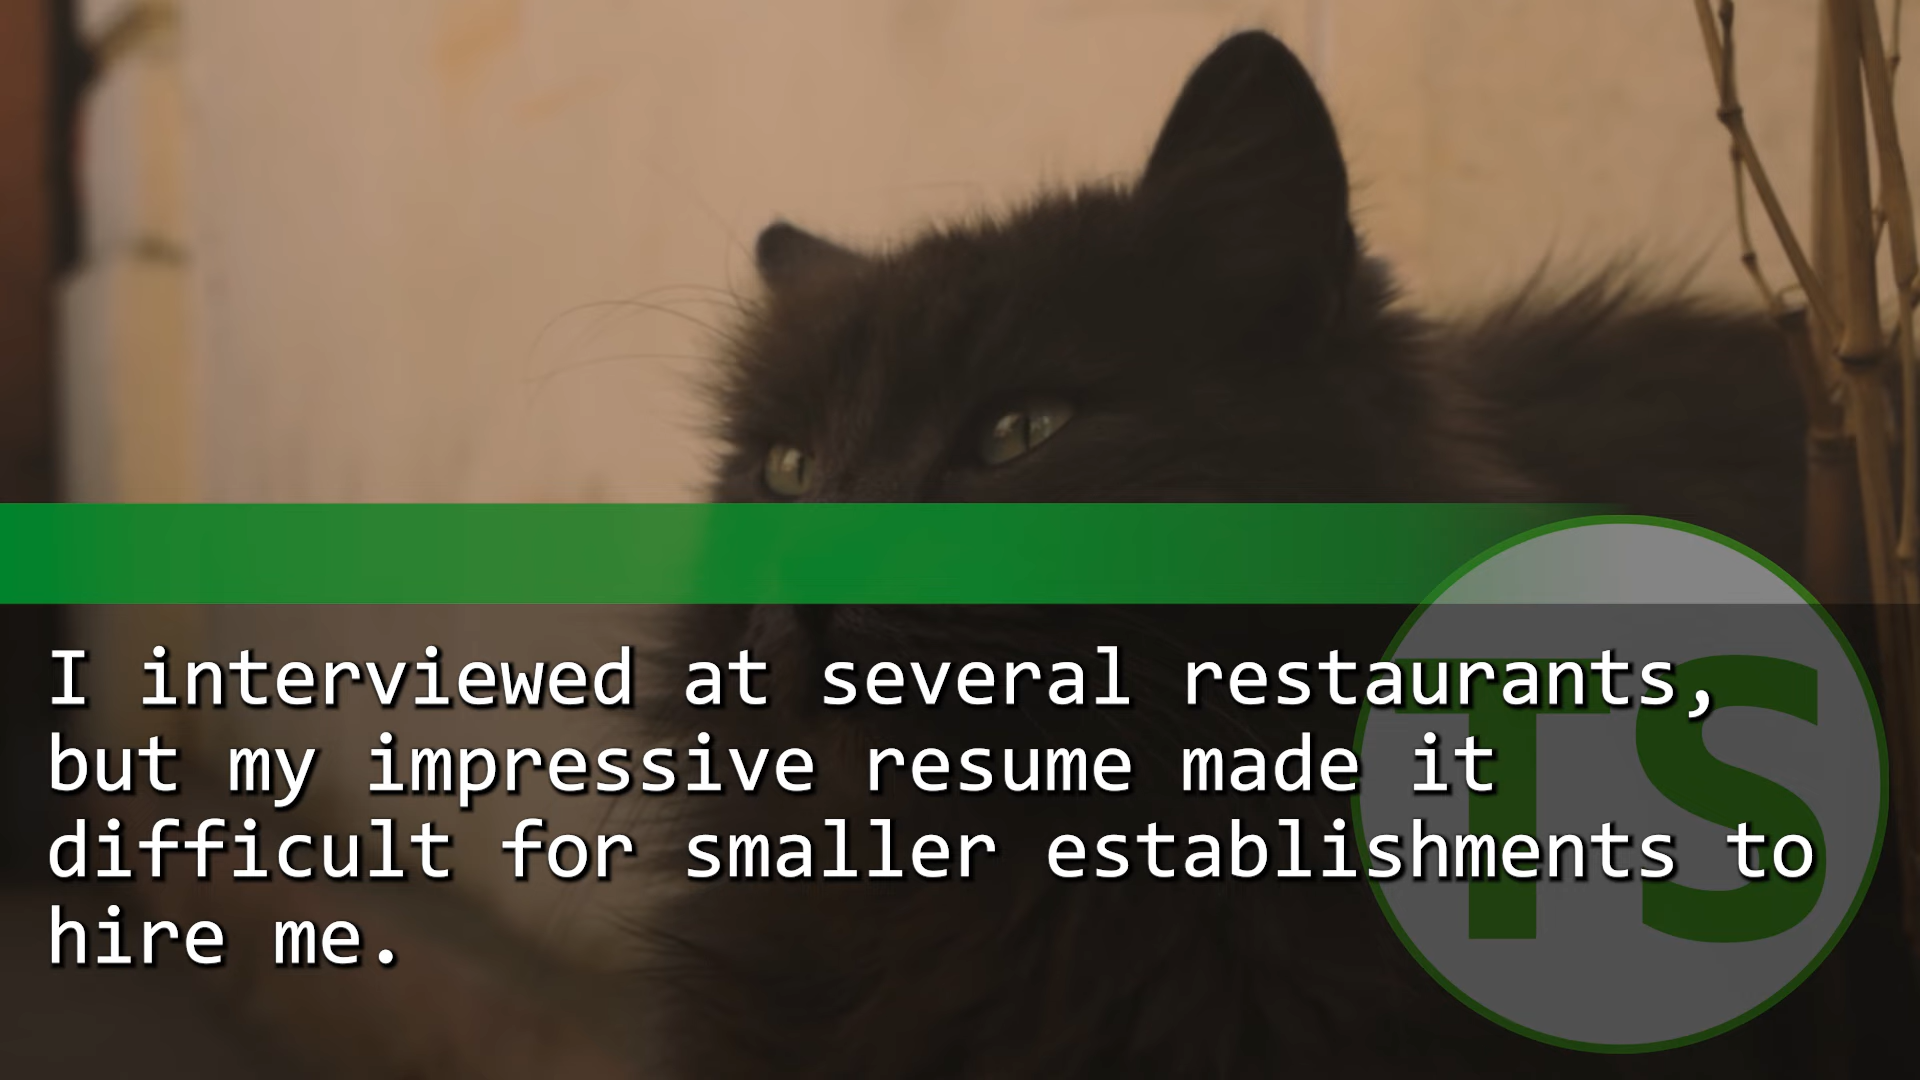 I interviewed at several restaurants,
but my impressive resume made it
difficult for smaller establishments to
hire me.
TS